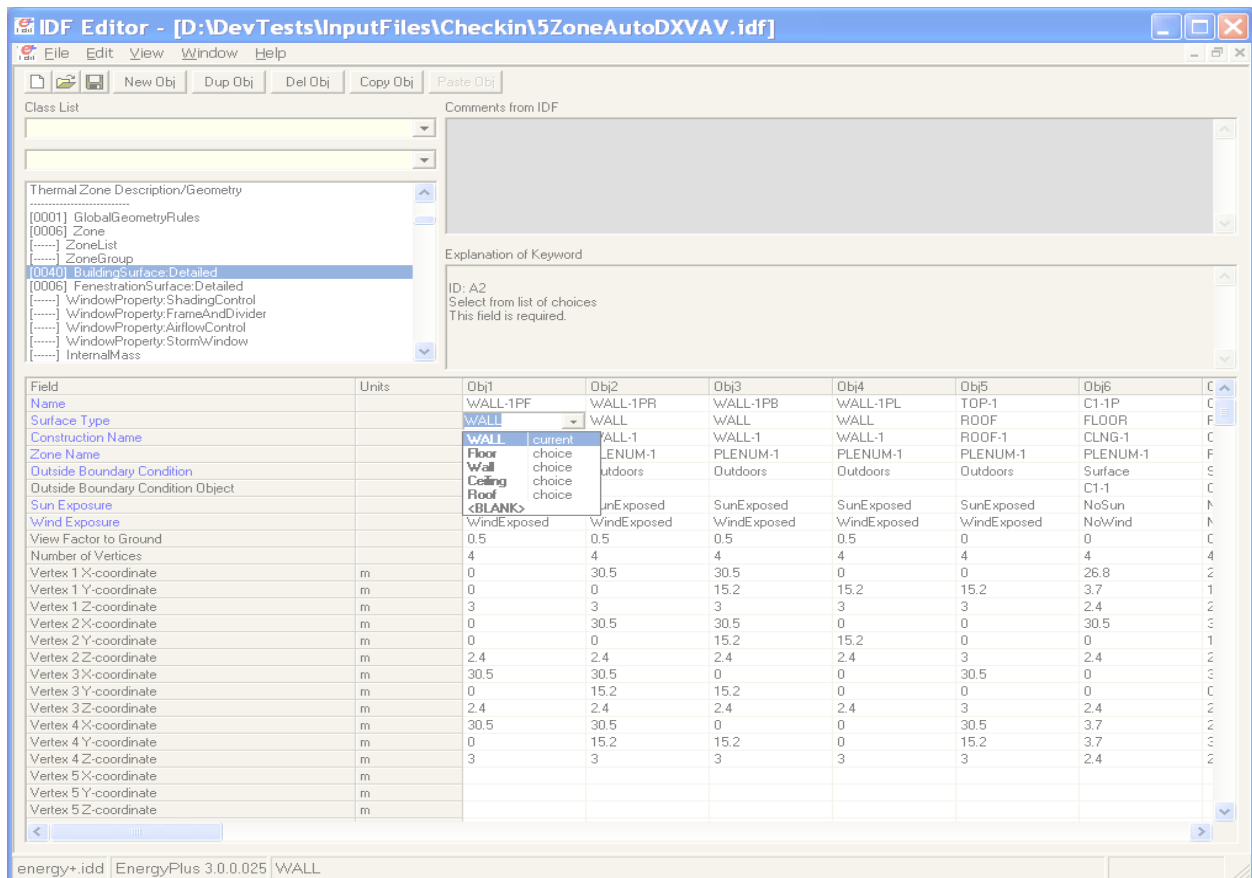 IDF Editor - [D:\DevTests\InputFiles\Checkin\5ZoneAutoDXVAV.idf]
File Edit View Window Help
New Obj Dup Obj Del Obj Copy Obj Paste Obj
Class List Comments from IDF
Thermal Zone Description/Geometry
--------------------------
[0001] GlobalGeometryRules
[0006] Zone
[------] ZoneList
[------] ZoneGroup
[0040] BuildingSurface:Detailed
[0006] FenestrationSurface:Detailed
[------] WindowProperty:ShadingControl
[------] WindowProperty:FrameAndDivider
[------] WindowProperty:AirflowControl
[------] WindowProperty:StormWindow
[------] InternalMass
Explanation of Keyword
ID: A2
Select from list of choices
This field is required.
Field Units Obj1 Obj2 Obj3 Obj4 Obj5 Obj6
Name WALL-1PF WALL-1PR WALL-1PB WALL-1PL TOP-1 C1-1P
Surface Type WALL WALL WALL WALL ROOF FLOOR
Construction Name WALL-1 WALL-1 WALL-1 ROOF-1 CLNG-1
Zone Name PLENUM-1 PLENUM-1 PLENUM-1 PLENUM-1 PLENUM-1
Outside Boundary Condition Outdoors Outdoors Outdoors Outdoors Surface
Outside Boundary Condition Object C1-1
Sun Exposure SunExposed SunExposed SunExposed SunExposed NoSun
Wind Exposure WindExposed WindExposed WindExposed WindExposed WindExposed NoWind
WALL current
Floor choice
Wall choice
Ceiling choice
Roof choice
<BLANK>
View Factor to Ground 0.5 0.5 0.5 0.5 0 0
Number of Vertices 4 4 4 4 4 4
Vertex 1 X-coordinate m 0 30.5 30.5 0 0 26.8
Vertex 1 Y-coordinate m 0 0 15.2 15.2 15.2 3.7
Vertex 1 Z-coordinate m 3 3 3 3 3 2.4
Vertex 2 X-coordinate m 0 30.5 30.5 0 0 30.5
Vertex 2 Y-coordinate m 0 0 15.2 15.2 0 0
Vertex 2 Z-coordinate m 2.4 2.4 2.4 2.4 3 2.4
Vertex 3 X-coordinate m 30.5 30.5 0 0 30.5 0
Vertex 3 Y-coordinate m 0 15.2 15.2 0 0 0
Vertex 3 Z-coordinate m 2.4 2.4 2.4 2.4 3 2.4
Vertex 4 X-coordinate m 30.5 30.5 0 0 30.5 3.7
Vertex 4 Y-coordinate m 0 15.2 15.2 0 15.2 3.7
Vertex 4 Z-coordinate m 3 3 3 3 3 2.4
Vertex 5 X-coordinate m
Vertex 5 Y-coordinate m
Vertex 5 Z-coordinate m
energy+.idd EnergyPlus 3.0.0.025 WALL